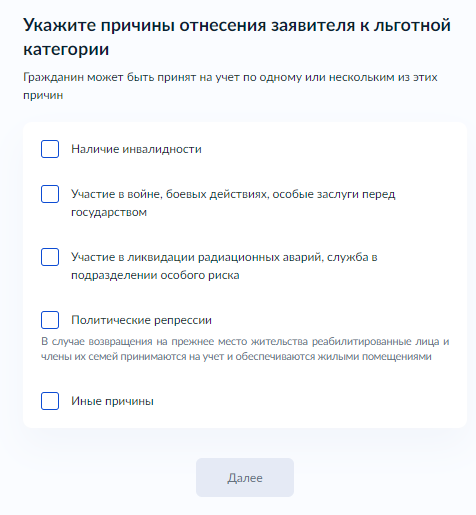 Укажите причины отнесения заявителя к льготной
категории
Гражданин может быть принят на учет по одному или нескольким из этих
причин
Наличие инвалидности
Участие в войне, боевых действиях, особые заслуги перед
государством
Участие в ликвидации радиационных аварий, служба в
подразделении особого риска
Политические репрессии
В случае возвращения на прежнее место жительства реабилитированные лица и
члены их семей принимаются на учет и обеспечиваются жилыми помещениями
Иные причины
Далее